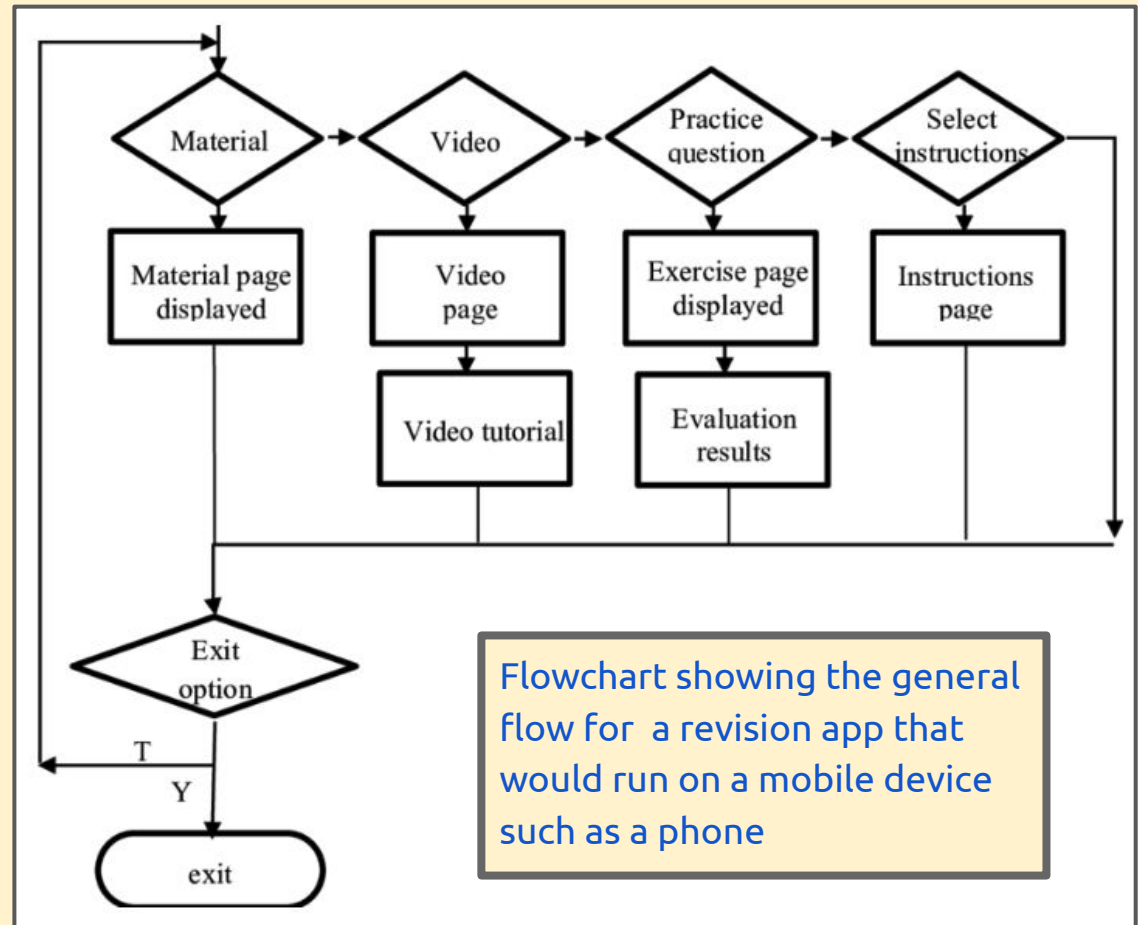 Material
Video
Practice
question
Select
instructions
Material page
displayed
Video
page
Exercise page
displayed
Instructions
page
Video tutorial
Evaluation
results
Exit
option
T
Y
exit
Flowchart showing the general
flow for a revision app that
would run on a mobile device
such as a phone